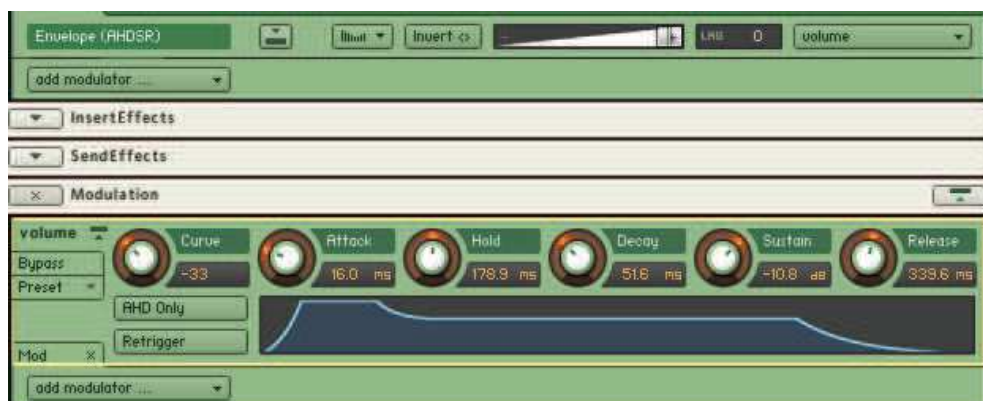 Envelope (AHDSR) Invert <> LAG 0 volume
add modulator ...
InsertEffects
SendEffects
Modulation
volume Curve Attack Hold Decay Sustain Release
Bypass -33 16.0 ms 178.9 ms 51.6 ms -10.8 dB 339.6 ms
Preset
AHD Only
Retrigger
Mod
add modulator ...